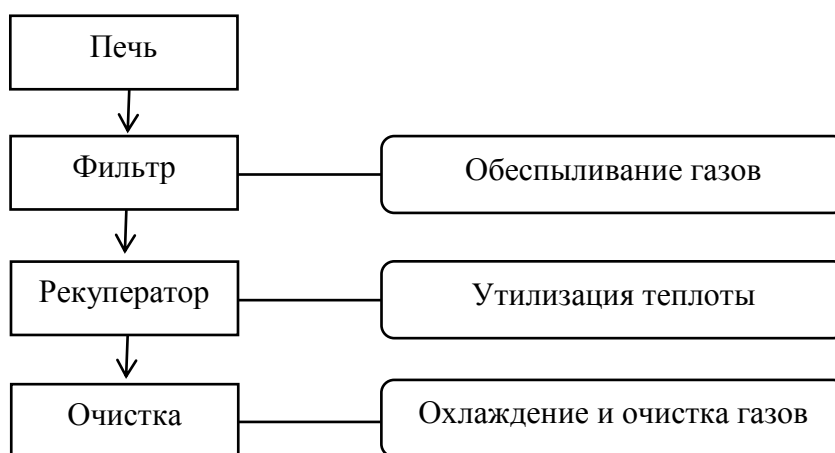 Печь
Фильтр
Обеспыливание газов
Рекуператор
Утилизация теплоты
Очистка
Охлаждение и очистка газов